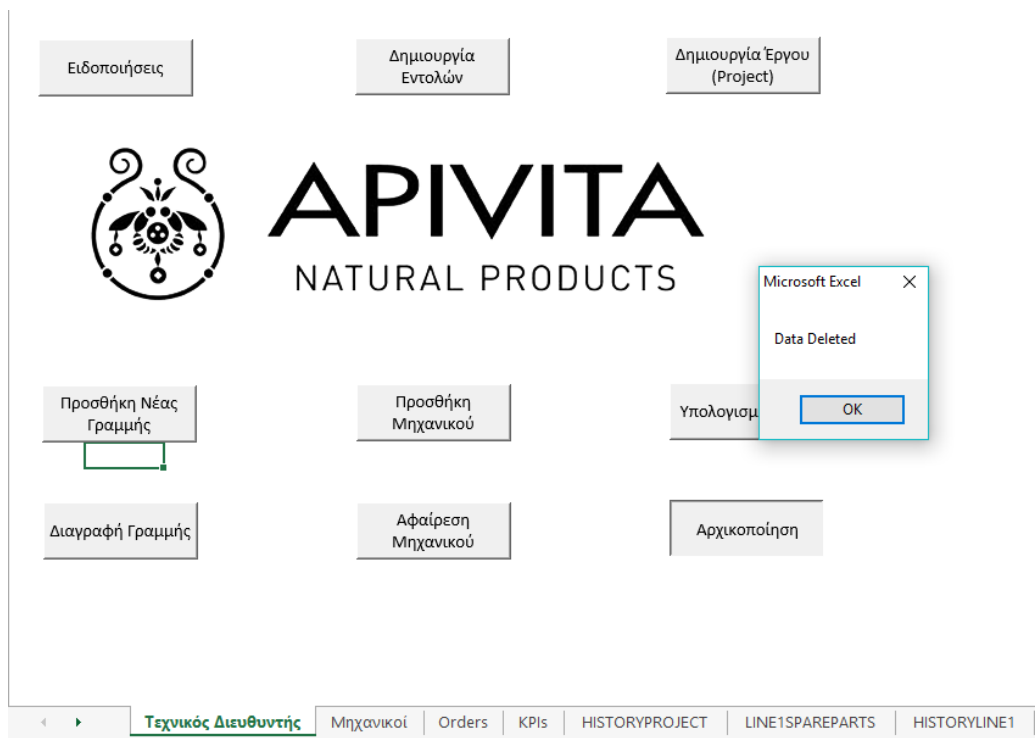 Ειδοποιήσεις
Δημιουργία
Εντολών
Δημιουργία Έργου
(Project)
APIVITA
NATURAL PRODUCTS
Microsoft Excel
Data Deleted
OK
Προσθήκη Νέας
Γραμμής
Προσθήκη
Μηχανικού
Υπολογισμ
Διαγραφή Γραμμής
Αφαίρεση
Μηχανικού
Αρχικοποίηση
Τεχνικός Διευθυντής Μηχανικοί Orders KPIs HISTORYPROJECT LINE1SPAREPARTS HISTORYLINE1